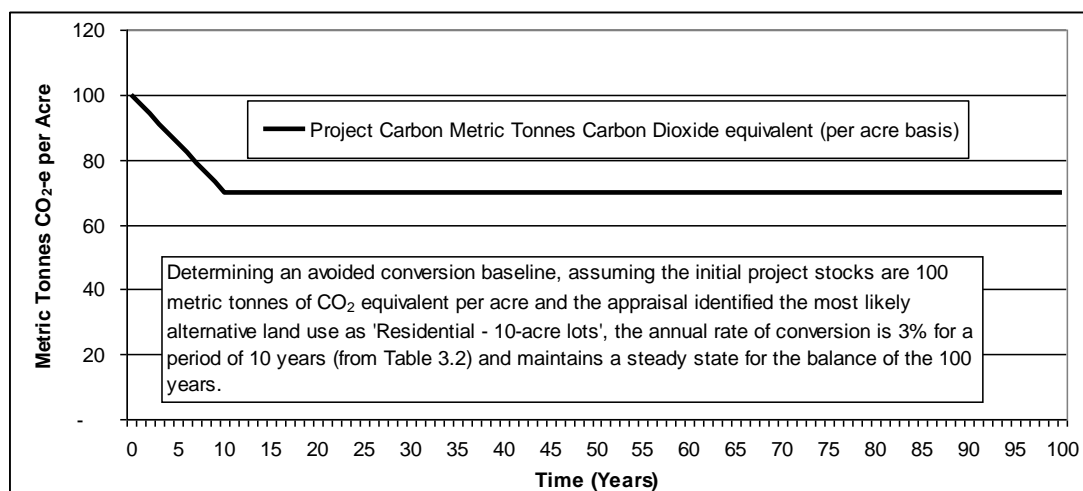 120
100
80
60
40
20
-
Metric Tonnes CO₂-e per Acre
Project Carbon Metric Tonnes Carbon Dioxide equivalent (per acre basis)
Determining an avoided conversion baseline, assuming the initial project stocks are 100
metric tonnes of CO₂ equivalent per acre and the appraisal identified the most likely
alternative land use as 'Residential - 10-acre lots', the annual rate of conversion is 3% for a
period of 10 years (from Table 3.2) and maintains a steady state for the balance of the 100
years.
0 5 10 15 20 25 30 35 40 45 50 55 60 65 70 75 80 85 90 95 100
Time (Years)